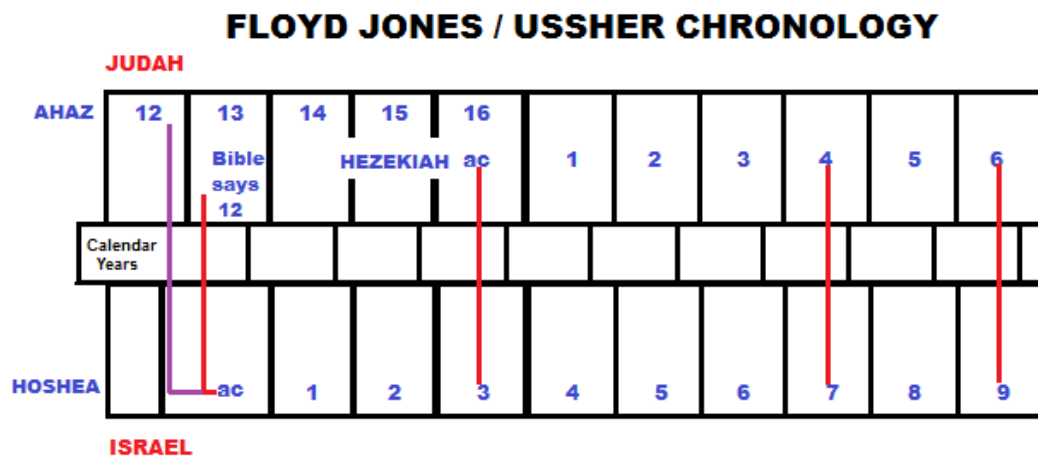 FLOYD JONES / USSHER CHRONOLOGY
JUDAH
AHAZ 12 13 14 15 16
Bible says 12
HEZEKIAH ac 1 2 3 4 5 6
Calendar Years
HOSHEA ac 1 2 3 4 5 6 7 8 9
ISRAEL